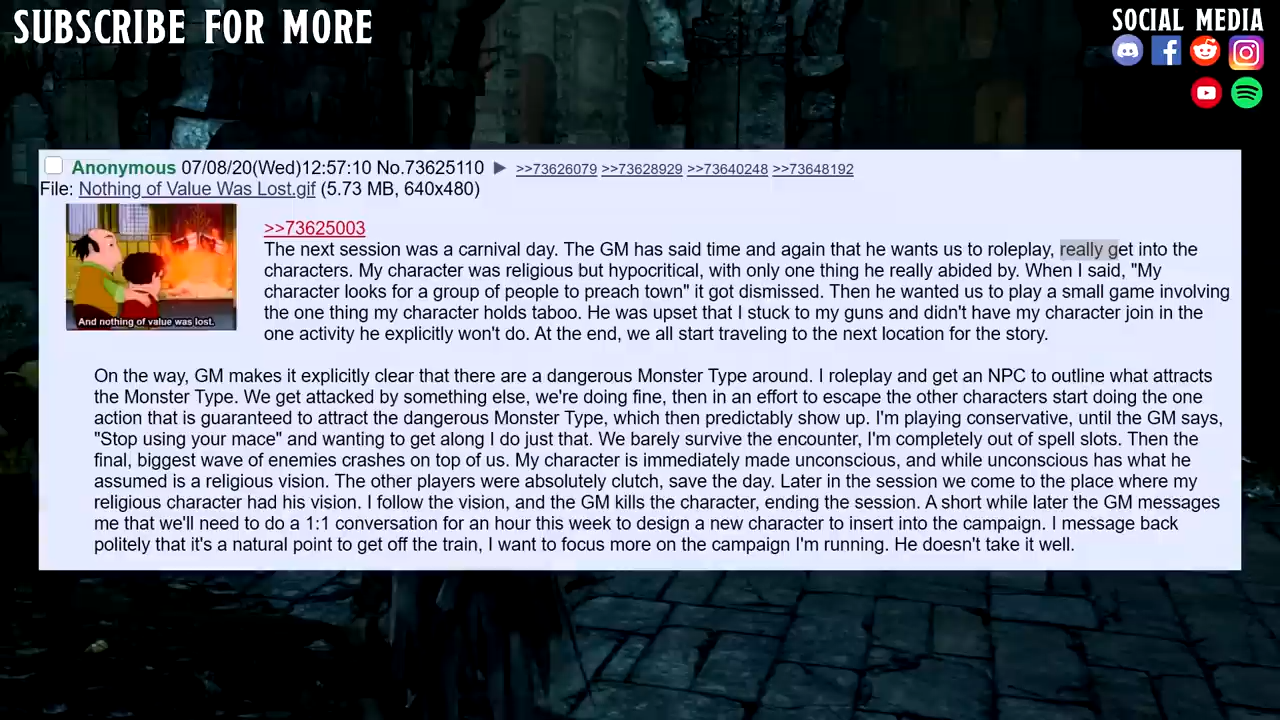 SUBSCRIBE FOR MORE
SOCIAL MEDIA
Anonymous 07/08/20(Wed)12:57:10 No.73625110 ▶ >>73626079 >>73628929 >>73640248 >>73648192
File: Nothing of Value Was Lost.gif (5.73 MB, 640x480)
And nothing of value was lost.
>>73625003
The next session was a carnival day. The GM has said time and again that he wants us to roleplay, really get into the
characters. My character was religious but hypocritical, with only one thing he really abided by. When I said, "My
character looks for a group of people to preach town" it got dismissed. Then he wanted us to play a small game involving
the one thing my character holds taboo. He was upset that I stuck to my guns and didn't have my character join in the
one activity he explicitly won't do. At the end, we all start traveling to the next location for the story.
On the way, GM makes it explicitly clear that there are a dangerous Monster Type around. I roleplay and get an NPC to outline what attracts
the Monster Type. We get attacked by something else, we're doing fine, then in an effort to escape the other characters start doing the one
action that is guaranteed to attract the dangerous Monster Type, which then predictably show up. I'm playing conservative, until the GM says,
"Stop using your mace" and wanting to get along I do just that. We barely survive the encounter, I'm completely out of spell slots. Then the
final, biggest wave of enemies crashes on top of us. My character is immediately made unconscious, and while unconscious has what he
assumed is a religious vision. The other players were absolutely clutch, save the day. Later in the session we come to the place where my
religious character had his vision. I follow the vision, and the GM kills the character, ending the session. A short while later the GM messages
me that we'll need to do a 1:1 conversation for an hour this week to design a new character to insert into the campaign. I message back
politely that it's a natural point to get off the train, I want to focus more on the campaign I'm running. He doesn't take it well.